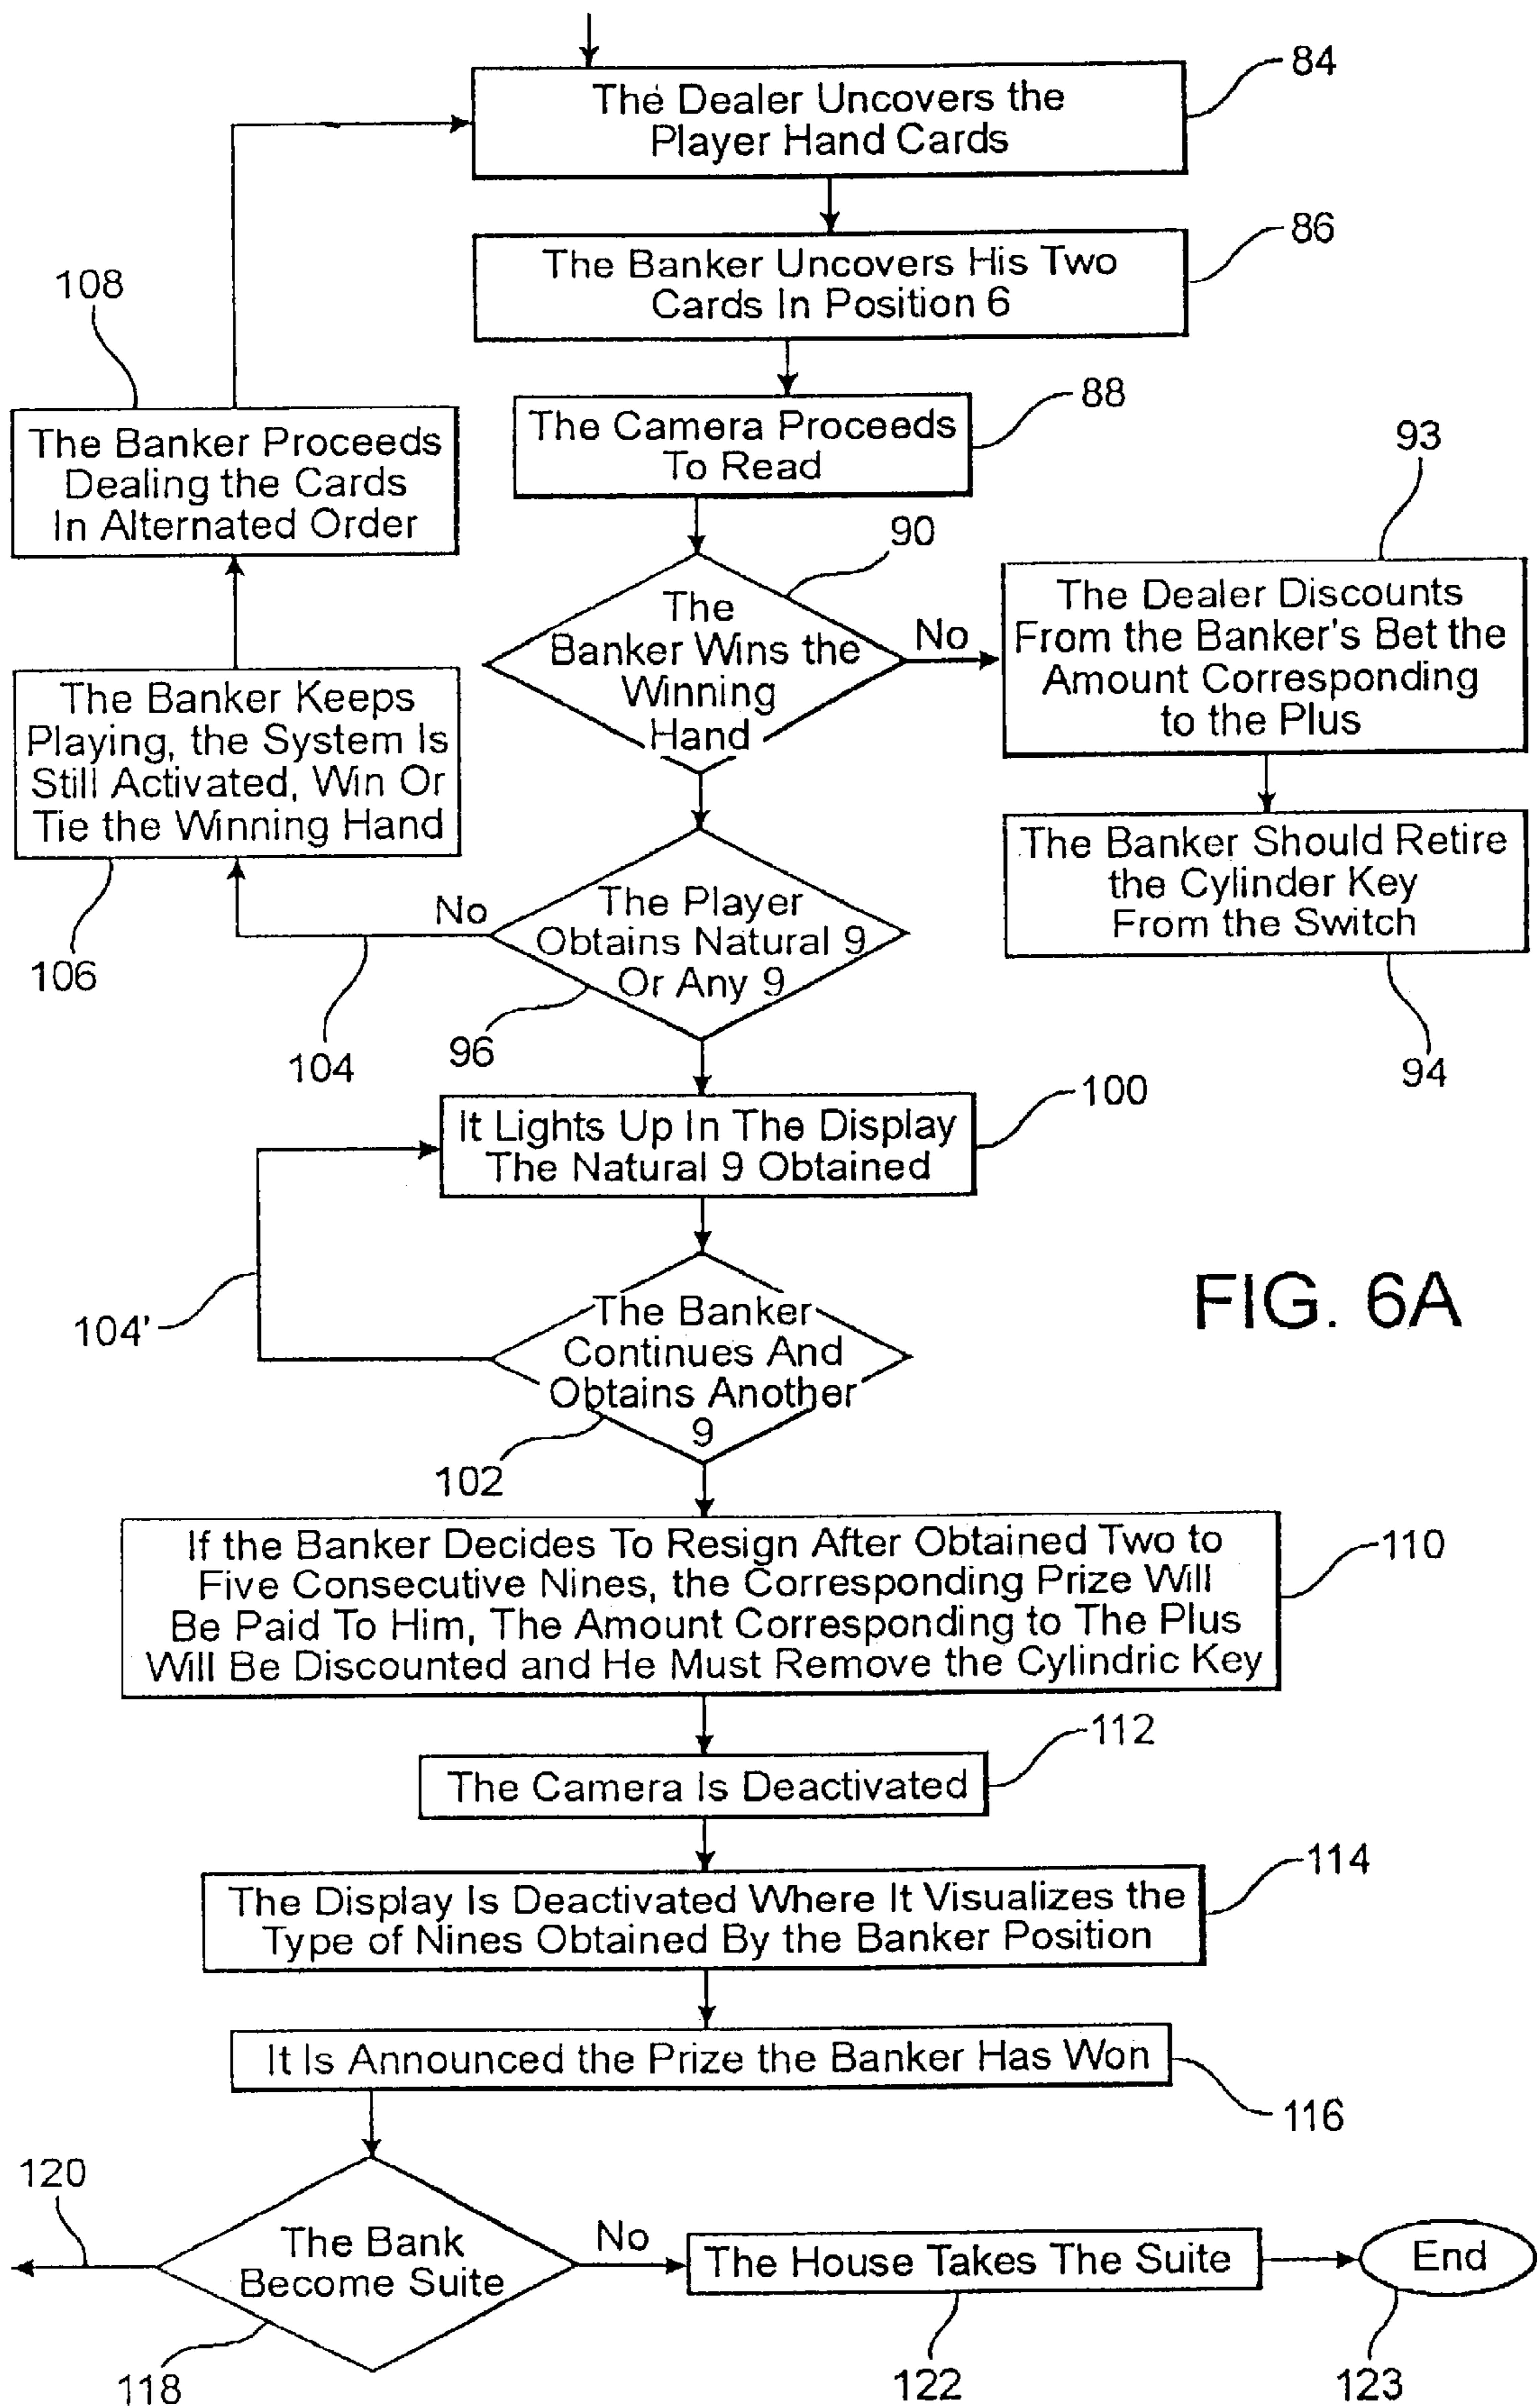 84
The Dealer Uncovers the
Player Hand Cards
86
The Banker Uncovers His Two
Cards In Position 6
108
88
The Camera Proceeds
To Read
93
The Banker Proceeds
Dealing the Cards
In Alternated Order
90
The
Banker Wins the
Winning
Hand
No
The Dealer Discounts
From the Banker's Bet the
Amount Corresponding
to the Plus
The Banker Keeps
Playing, the System Is
Still Activated, Win Or
Tie the Winning Hand
The Banker Should Retire
the Cylinder Key
From the Switch
No
The Player
Obtains Natural 9
Or Any 9
106
104
96
94
100
It Lights Up In The Display
The Natural 9 Obtained
FIG. 6A
104'
The Banker
Continues And
Obtains Another
9
102
If the Banker Decides To Resign After Obtained Two to
Five Consecutive Nines, the Corresponding Prize Will
Be Paid To Him, The Amount Corresponding to The Plus
Will Be Discounted and He Must Remove the Cylindric Key
110
112
The Camera Is Deactivated
114
The Display Is Deactivated Where It Visualizes the
Type of Nines Obtained By the Banker Position
It Is Announced the Prize the Banker Has Won
116
120
The Bank
Become Suite
No
The House Takes The Suite
End
118
122
123